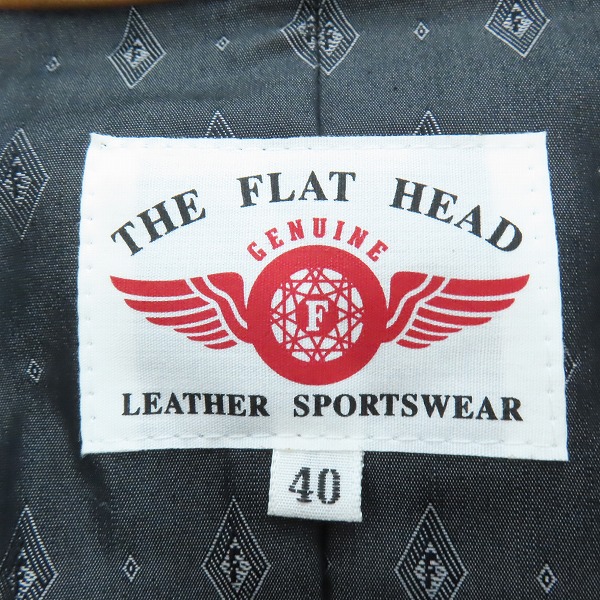 THE FLAT HEAD
GENUINE
F
LEATHER SPORTSWEAR
40